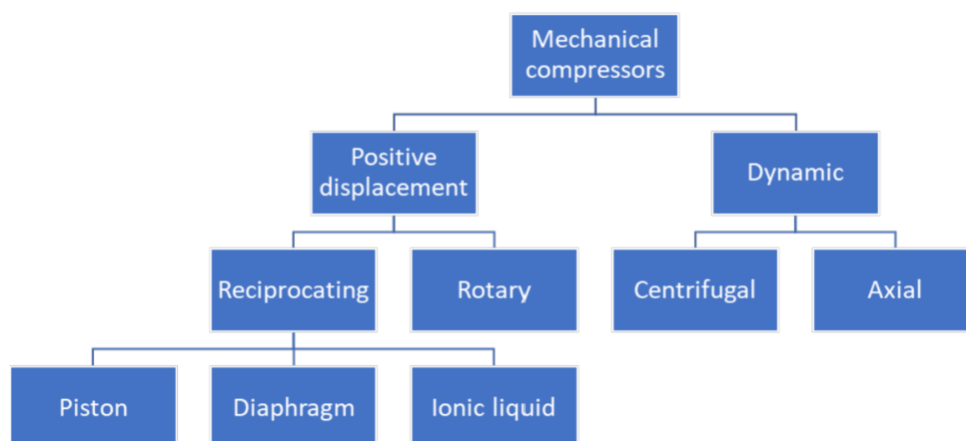 Mechanical
compressors
Positive
displacement
Dynamic
Reciprocating
Rotary
Centrifugal
Axial
Piston
Diaphragm
Ionic liquid